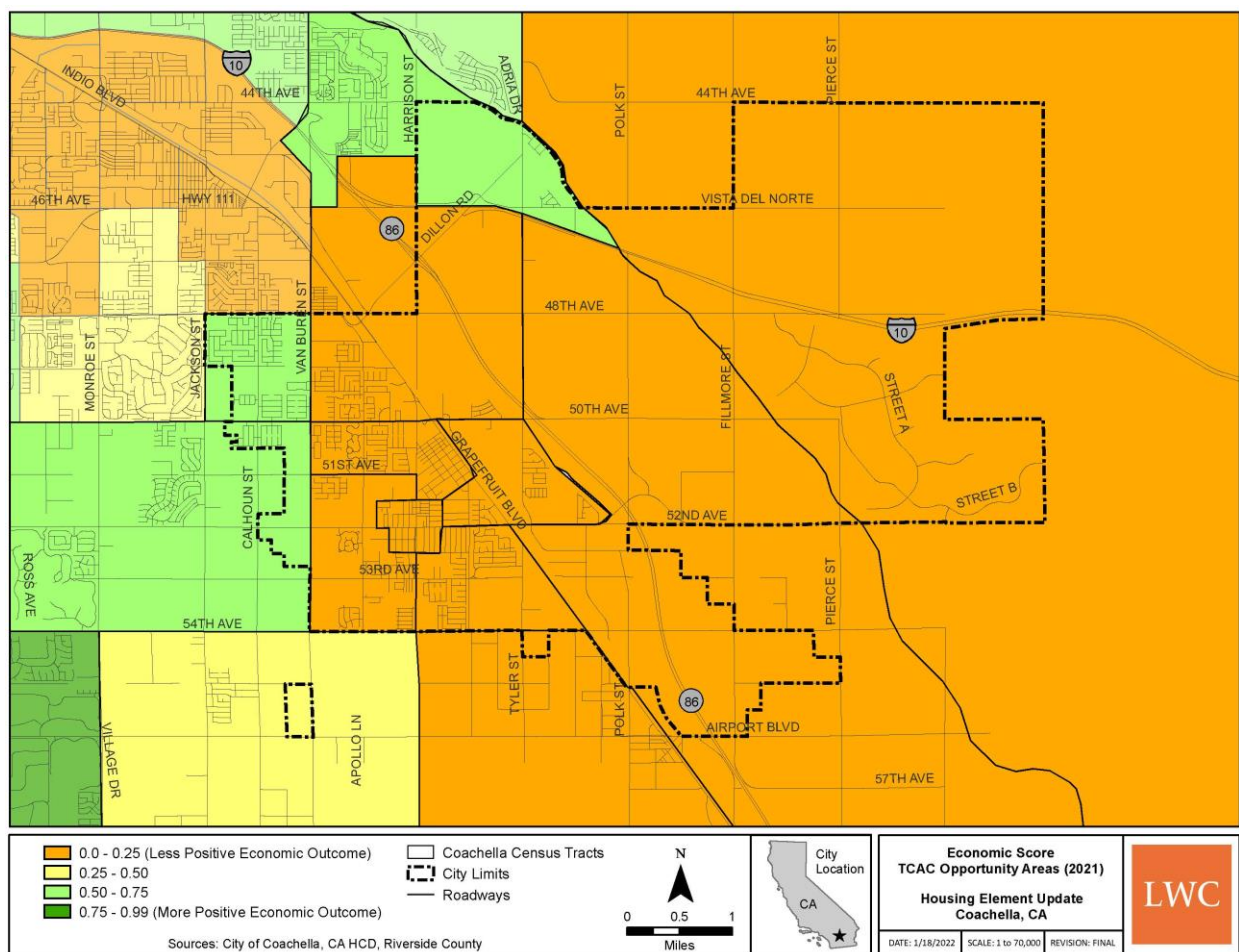 10
44TH AVE
INDIO BLVD
HARRISON ST
ADRIA DR
POLK ST
44TH AVE
PIERCE ST
46TH AVE
HWY 111
86
DILLON RD
VISTA DEL NORTE
VAN BUREN ST
48TH AVE
10
MONROE ST
JACKSON ST
FILLMORE ST
STREET A
50TH AVE
CALHOUN ST
51ST AVE
GRAPEFRUIT BLVD
STREET B
52ND AVE
ROSS AVE
53RD AVE
PIERCE ST
54TH AVE
TYLER ST
POLK ST
86
AIRPORT BLVD
VILLAGE DR
APOLLO LN
57TH AVE
0.0 - 0.25 (Less Positive Economic Outcome)
0.25 - 0.50
0.50 - 0.75
0.75 - 0.99 (More Positive Economic Outcome)
Coachella Census Tracts
City Limits
Roadways
Sources: City of Coachella, CA HCD, Riverside County
N
0 0.5 1
Miles
City
Location
CA
Economic Score
TCAC Opportunity Areas (2021)
Housing Element Update
Coachella, CA
DATE: 1/18/2022 SCALE: 1 to 70,000 REVISION: FINAL
LWC